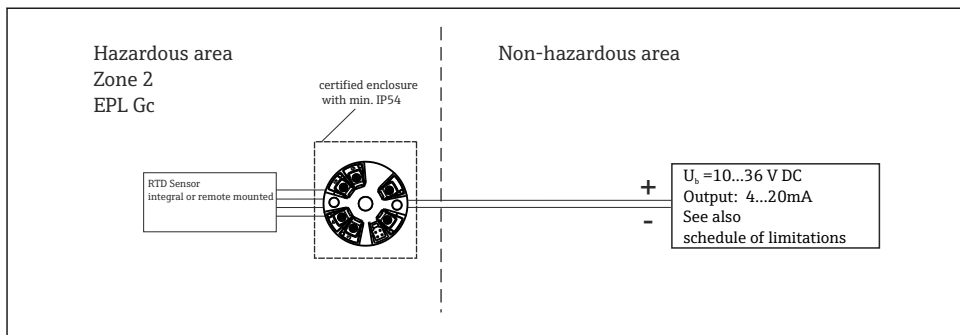 Hazardous area
Zone 2
EPL Gc
Non-hazardous area
certified enclosure
with min. IP54
RTD Sensor
integral or remote mounted
+
-
U_b =10...36 V DC
Output: 4...20mA
See also
schedule of limitations